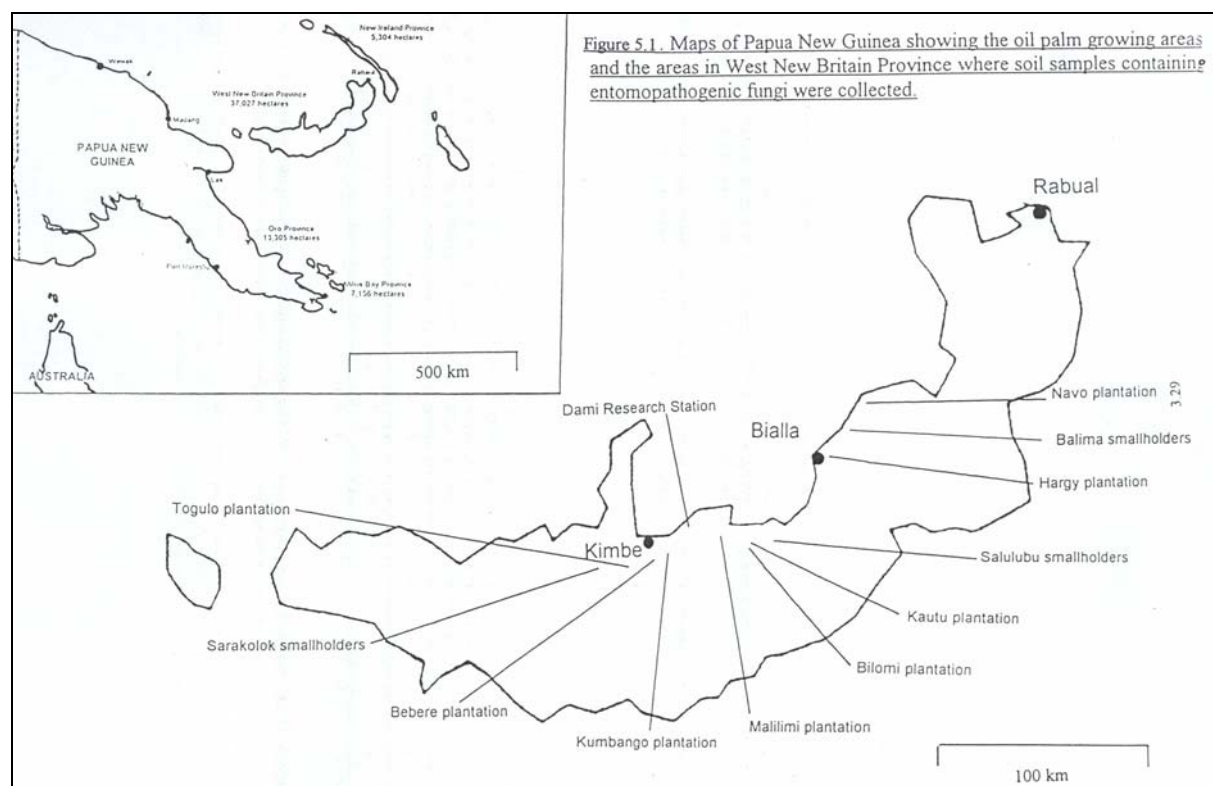 Figure 5.1. Maps of Papua New Guinea showing the oil palm growing areas
and the areas in West New Britain Province where soil samples containing
entomopathogenic fungi were collected.
New Ireland Province
5,304 hectares
Wewak
Rabaul
West New Britain Province
37,027 hectares
Madang
PAPUA NEW
GUINEA
Lae
Oro Province
13,305 hectares
Port Moresby
Milne Bay Province
7,156 hectares
AUSTRALIA
500 km
Rabual
Navo plantation
3.29
Dami Research Station
Bialla
Balima smallholders
Hargy plantation
Togulo plantation
Kimbe
Salulubu smallholders
Kautu plantation
Sarakolok smallholders
Bilomi plantation
Bebere plantation
Malilimi plantation
Kumbango plantation
100 km